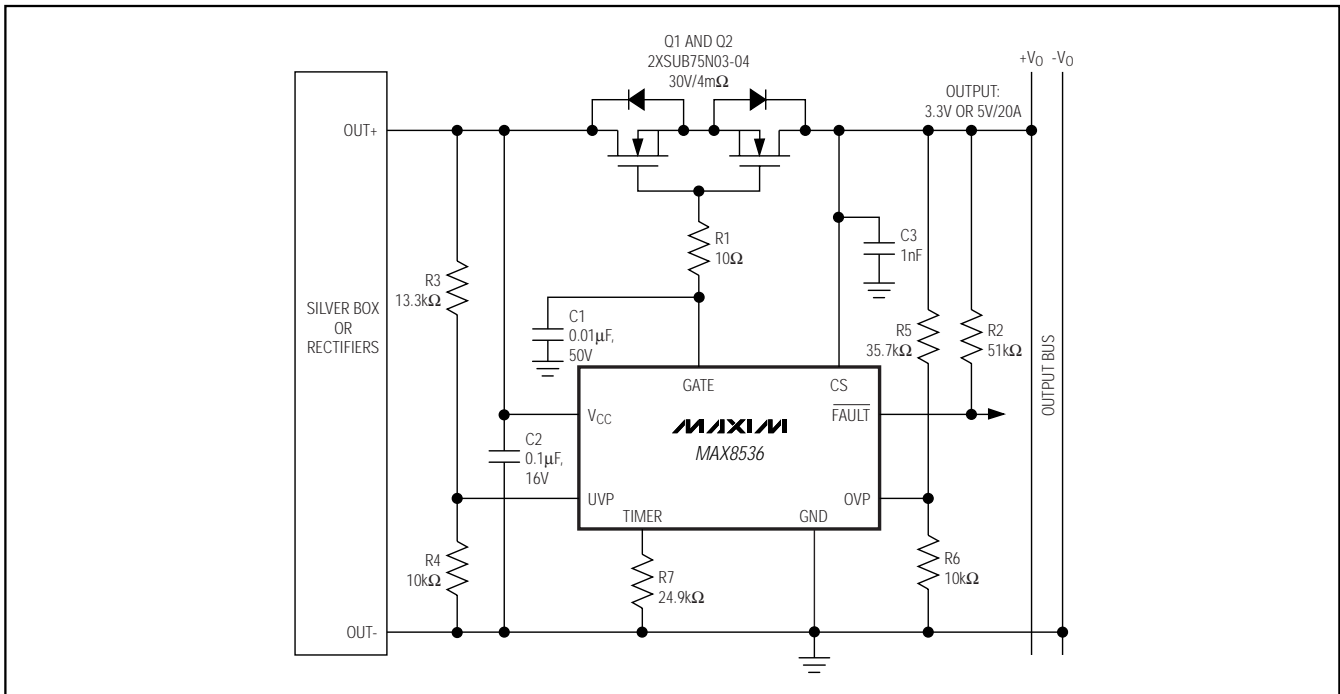 Q1 AND Q2
2XSUB75N03-04
30V/4mΩ
+VO -VO
OUTPUT:
3.3V OR 5V/20A
OUT+
R1
10Ω
C3
1nF
R3
13.3kΩ
SILVER BOX
OR
RECTIFIERS
C1
0.01μF,
50V
R5
35.7kΩ
R2
51kΩ
OUTPUT BUS
GATE
CS
VCC
FAULT
MAXIM
MAX8536
C2
0.1μF,
16V
UVP
OVP
TIMER
GND
R4
10kΩ
R7
24.9kΩ
R6
10kΩ
OUT-